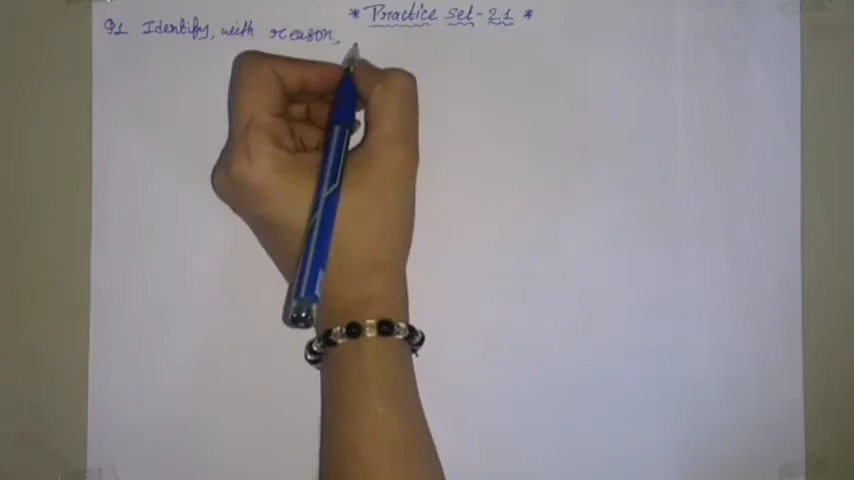 * Practice Set - 2.1 *
Q1 Identify, with reason,